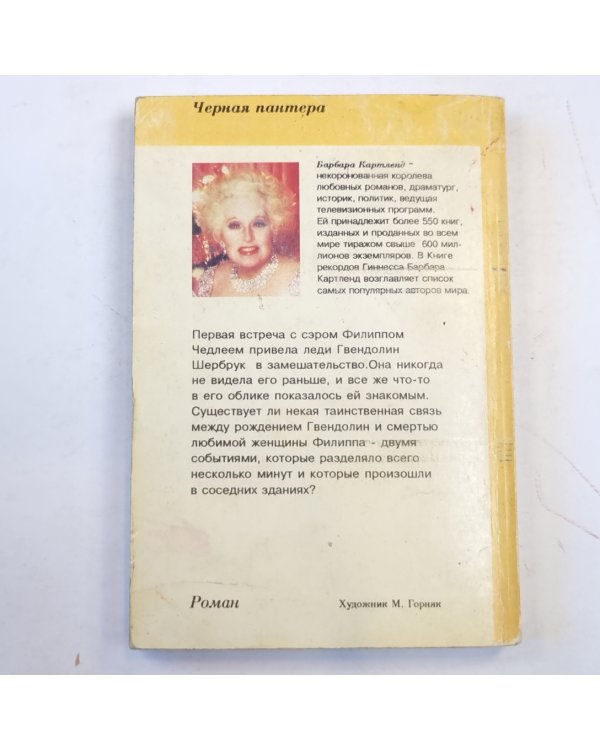 Черная пантера
Барбара Картленд -
некоронованная королева
любовных романов, драматург,
историк, политик, ведущая
телевизионных программ.
Ей принадлежит более 550 книг,
изданных и проданных во всем
мире тиражом свыше 600 мил-
лионов экземпляров. В Книге
рекордов Гиннесса Барбара
Картленд возглавляет список
самых популярных авторов мира.
Первая встреча с сэром Филиппом
Чедлеем привела леди Гвендолин
Шербрук в замешательство.Она никогда
не видела его раньше, и все же что-то
в его облике показалось ей знакомым.
Существует ли некая таинственная связь
между рождением Гвендолин и смертью
любимой женщины Филиппа - двумя
событиями, которые разделяло всего
несколько минут и которые произошли
в соседних зданиях?
Роман
Художник М. Горняк